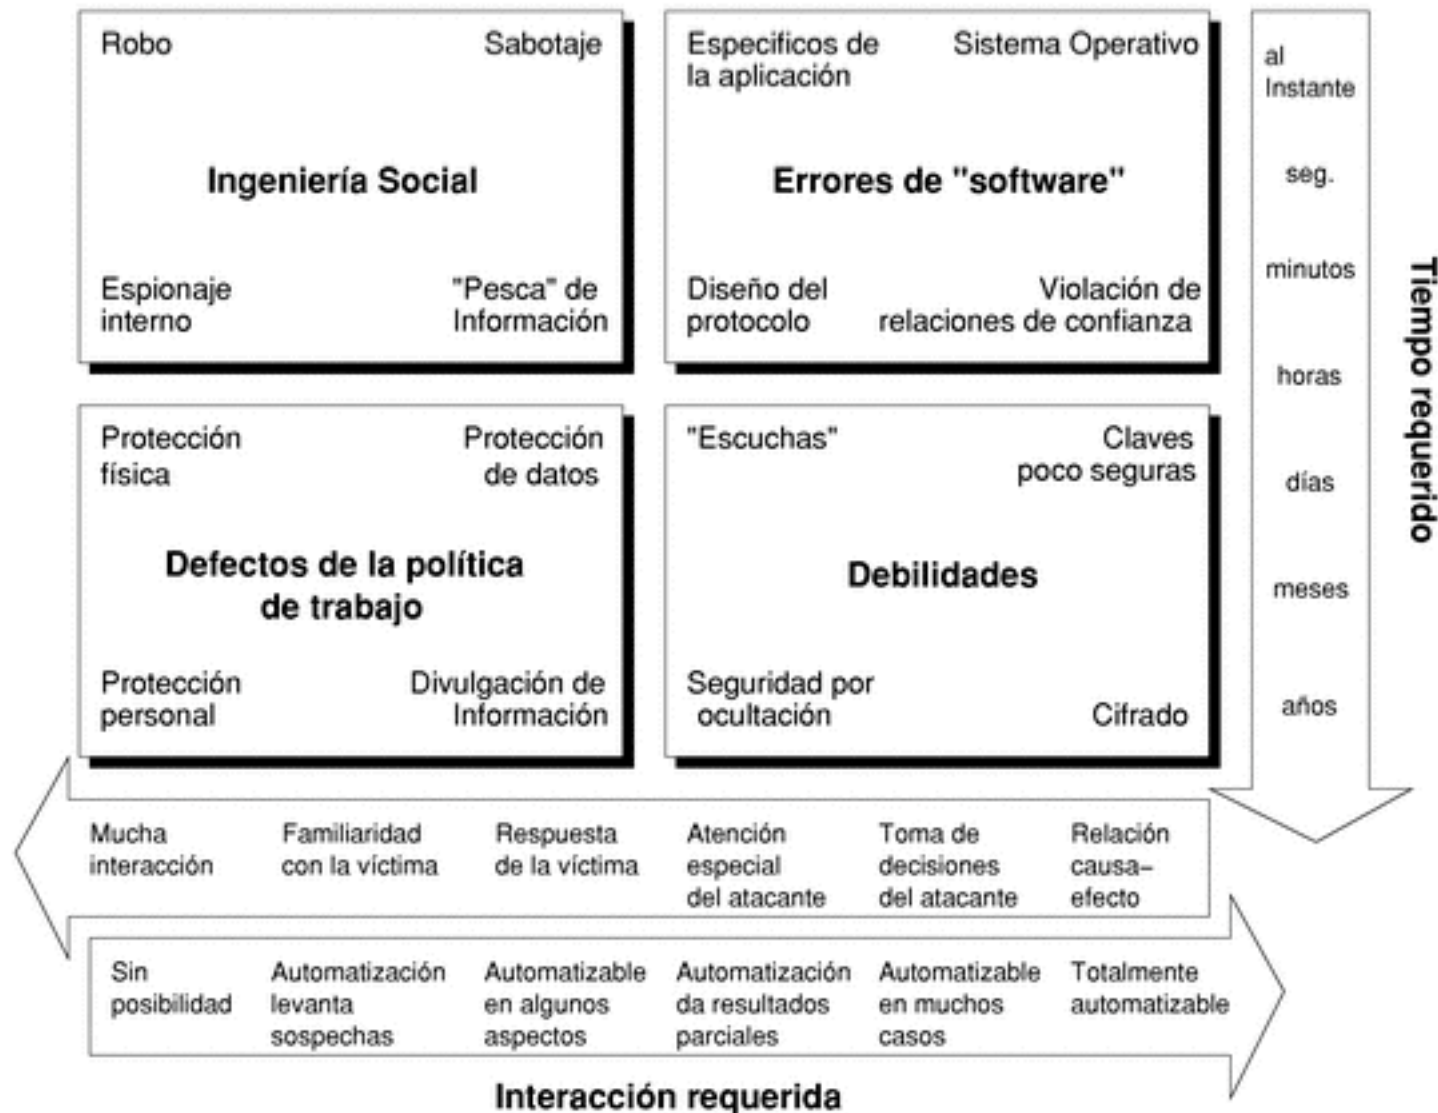 Robo
Sabotaje
Ingeniería Social
Espionaje
interno
"Pesca" de
Información
Especificos de
la aplicación
Sistema Operativo
Errores de "software"
Diseño del
protocolo
Violación de
relaciones de confianza
Protección
física
Protección
de datos
Defectos de la política
de trabajo
Protección
personal
Divulgación de
Información
"Escuchas"
Claves
poco seguras
Debilidades
Seguridad por
ocultación
Cifrado
al
Instante
seg.
minutos
horas
días
meses
años
Tiempo requerido
Mucha
interacción
Familiaridad
con la víctima
Respuesta
de la víctima
Atención
especial
del atacante
Toma de
decisiones
del atacante
Relación
causa–
efecto
Sin
posibilidad
Automatización
levanta
sospechas
Automatizable
en algunos
aspectos
Automatización
da resultados
parciales
Automatizable
en muchos
casos
Totalmente
automatizable
Interacción requerida